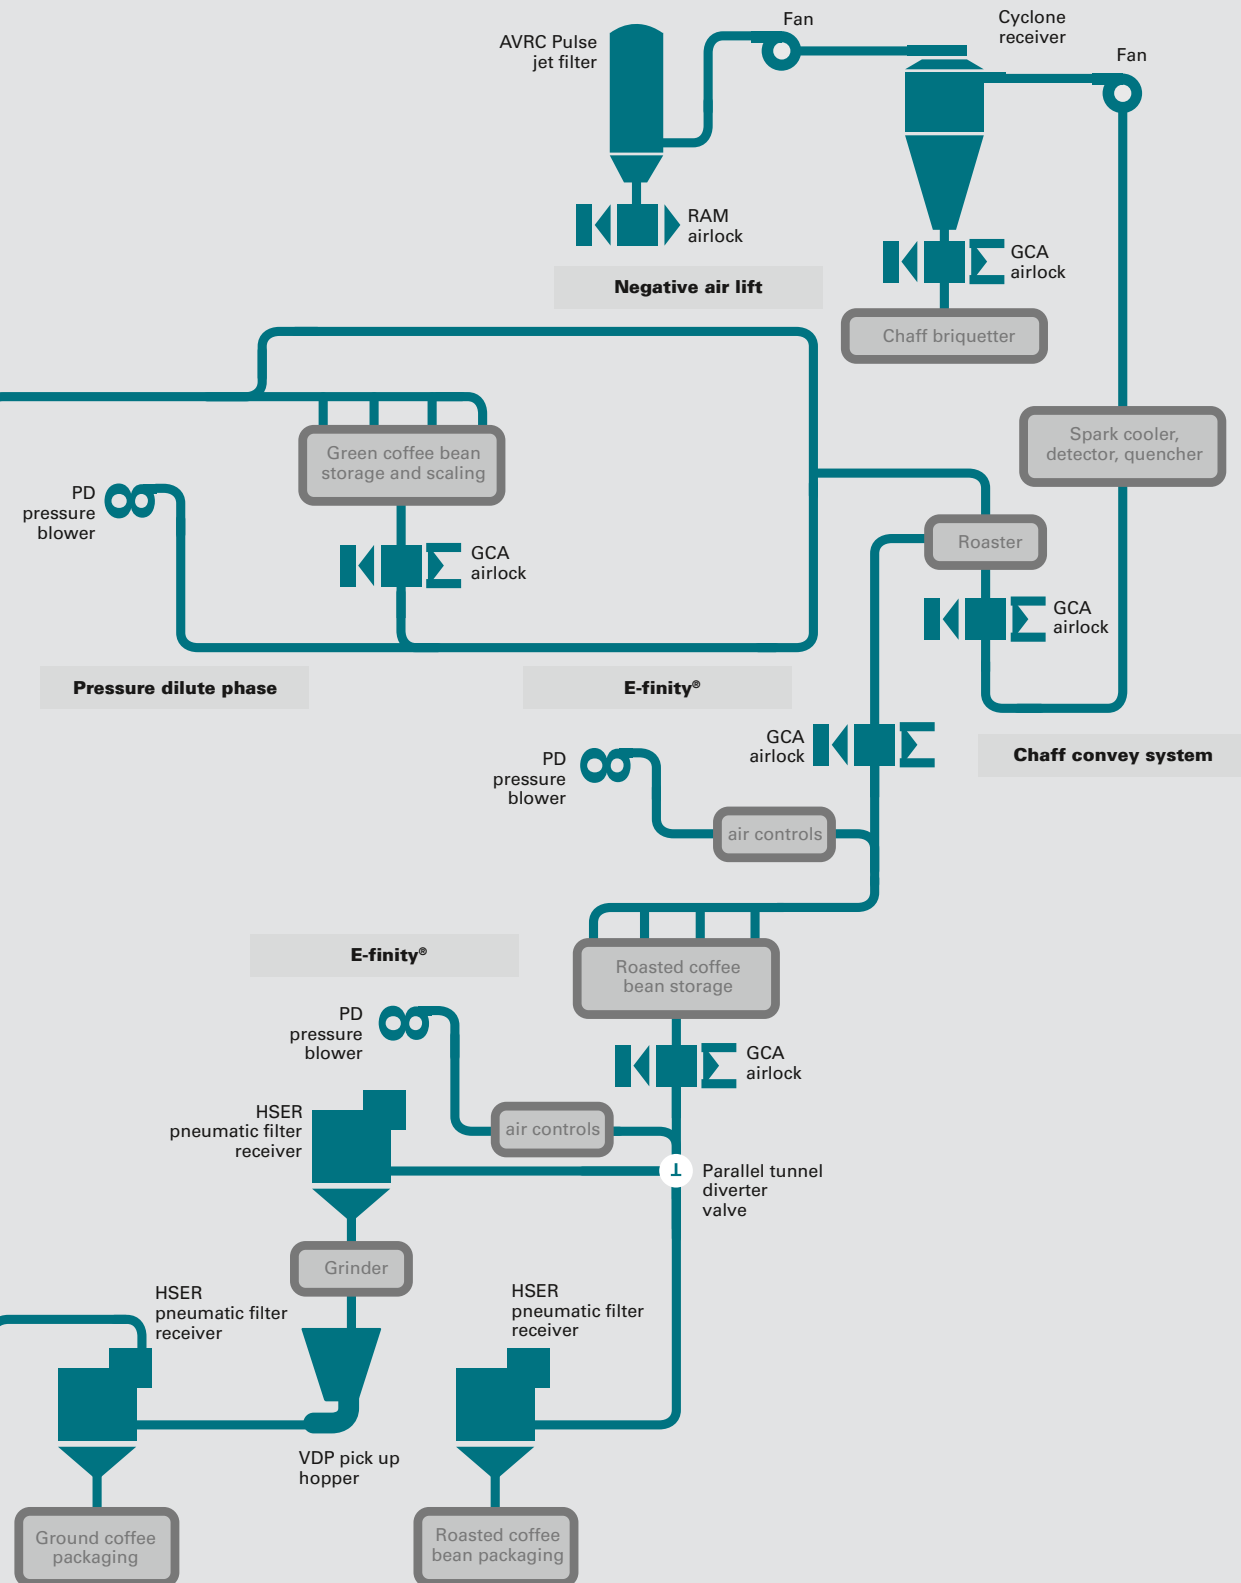 Fan
Cyclone
receiver
AVRC Pulse
jet filter
Fan
RAM
airlock
GCA
airlock
Negative air lift
Chaff briquetter
Spark cooler,
detector, quencher
Green coffee bean
storage and scaling
PD
pressure
blower
Roaster
GCA
airlock
GCA
airlock
Pressure dilute phase
E-finity®
GCA
airlock
Chaff convey system
PD
pressure
blower
air controls
E-finity®
Roasted coffee
bean storage
PD
pressure
blower
GCA
airlock
HSER
pneumatic filter
receiver
air controls
Parallel tunnel
diverter
valve
Grinder
HSER
pneumatic filter
receiver
HSER
pneumatic filter
receiver
VDP pick up
hopper
Ground coffee
packaging
Roasted coffee
bean packaging